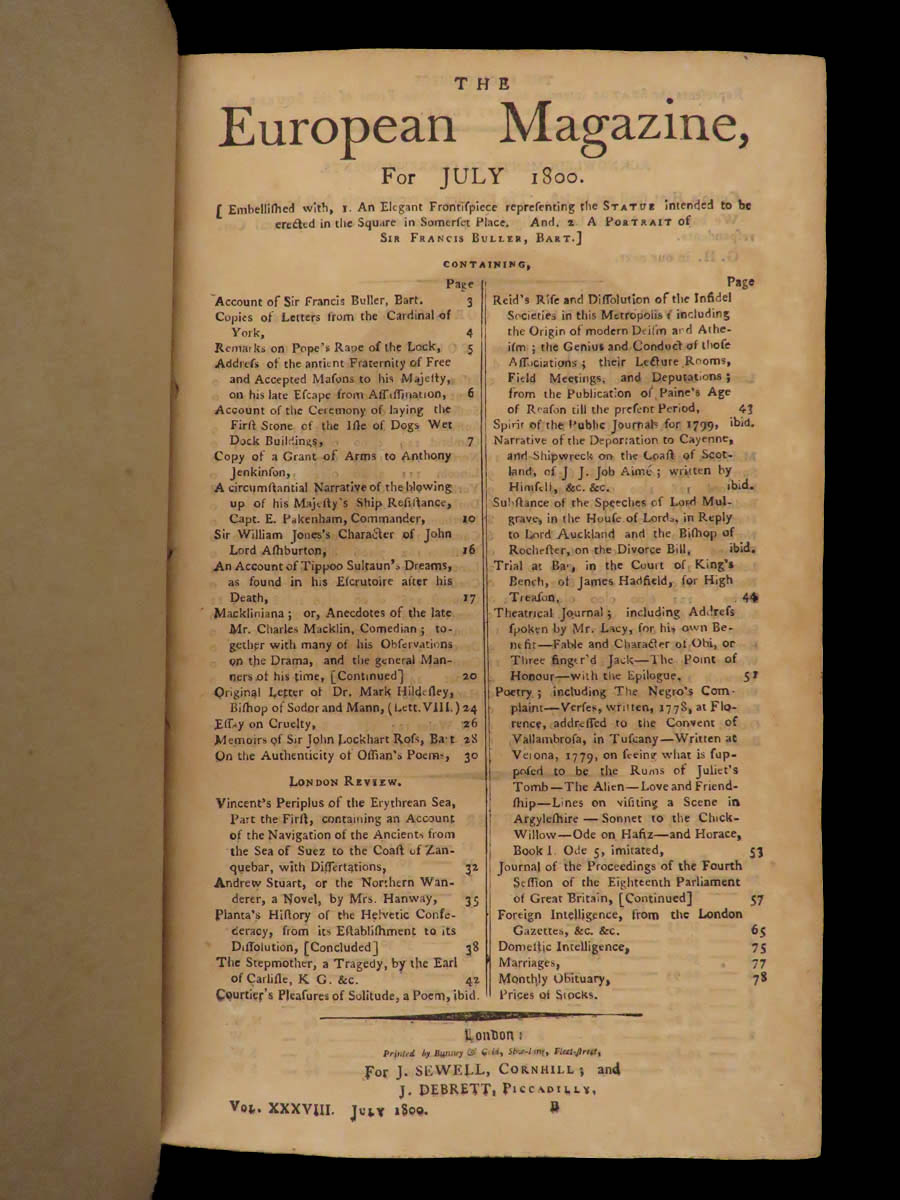 THE
European Magazine,
For JULY 1800.
[ Embelliſhed with, 1. An Elegant Frontiſpiece repreſenting the STATUE intended to be
erected in the Square in Somerſet Place. And, 2. A PORTRAIT of
SIR FRANCIS BULLER, BART.]
CONTAINING,
Page
Account of Sir Francis Buller, Bart. 3
Copies of Letters from the Cardinal of
York, 4
Remarks on Pope's Rape of the Lock, 5
Addreſs of the antient Fraternity of Free
and Accepted Maſons to his Majeſty,
on his late Eſcape from Aſſaſſination, 6
Account of the Ceremony of laying the
Firſt Stone of the Iſle of Dogs Wet
Dock Buildings, 7
Copy of a Grant of Arms to Anthony
Jenkinſon,
A circumſtantial Narrative of the blowing
up of his Majeſty's Ship Reſiſtance,
Capt. E. Pakenham, Commander, 10
Sir William Jones's Character of John
Lord Aſhburton, 16
An Account of Tippoo Sultaun's Dreams,
as found in his Eſcrutoire after his
Death, 17
Mackliniana; or, Anecdotes of the late
Mr. Charles Macklin, Comedian; to-
gether with many of his Obſervations
on the Drama, and the general Man-
ners of his time, [Continued] 20
Original Letter of Dr. Mark Hildeſley,
Biſhop of Sodor and Mann, (Lett. VIII.) 24
Eſſay on Cruelty, 26
Memoirs of Sir John Lockhart Roſs, Bart 28
On the Authenticity of Oſſian's Poems, 30
LONDON REVIEW.
Vincent's Periplus of the Erythrean Sea,
Part the Firſt, containing an Account
of the Navigation of the Ancients from
the Sea of Suez to the Coaſt of Zan-
quebar, with Diſſertations, 32
Andrew Stuart, or the Northern Wan-
derer, a Novel, by Mrs. Hanway, 35
Planta's Hiſtory of the Helvetic Confe-
deracy, from its Eſtabliſhment to its
Diſſolution, [Concluded] 38
The Stepmother, a Tragedy, by the Earl
of Carliſle, K G. &c. 42
Courtier's Pleaſures of Solitude, a Poem, ibid.
Page
Reid's Riſe and Diſſolution of the Infidel
Societies in this Metropolis; including
the Origin of modern Deiſm and Athe-
iſm; the Genius and Conduct of thoſe
Aſſociations; their Lecture Rooms,
Field Meetings, and Deputations;
from the Publication of Paine's Age
of Reaſon till the preſent Period, 43
Spirit of the Public Journals for 1799, ibid.
Narrative of the Deportation to Cayenne,
and Shipwreck on the Coaſt of Scot-
land, of J J. Job Aimé; written by
Himſelf, &c. &c. ibid.
Subſtance of the Speeches of Lord Mul-
grave, in the Houſe of Lords, in Reply
to Lord Auckland and the Biſhop of
Rocheſter, on the Divorce Bill, ibid.
Trial at Bar, in the Court of King's
Bench, of James Hadfield, for High
Treaſon, 44
Theatrical Journal; including Addreſs
ſpoken by Mr. Lacy, for his own Be-
nefit—Fable and Character of Obi, or
Three finger'd Jack—The Point of
Honour—with the Epilogue, 51
Poetry; including The Negro's Com-
plaint—Verſes, written, 1778, at Flo-
rence, addreſſed to the Convent of
Vallambroſa, in Tuſcany—Written at
Verona, 1779, on ſeeing what is ſup-
poſed to be the Ruins of Juliet's
Tomb—The Alien—Love and Friend-
ſhip—Lines on viſiting a Scene in
Argyleſhire—Sonnet to the Chick-
Willow—Ode on Hafiz—and Horace,
Book I. Ode 5, imitated, 53
Journal of the Proceedings of the Fourth
Seſſion of the Eighteenth Parliament
of Great Britain, [Continued] 57
Foreign Intelligence, from the London
Gazettes, &c. &c. 65
Domeſtic Intelligence, 75
Marriages, 77
Monthly Obituary, 78
Prices of Stocks.
London:
Printed by Bunney & Gold, Shoe-lane, Fleet-ſtreet,
For J. SEWELL, CORNHILL; and
J. DEBRETT, PICCADILLY,
VOL. XXXVIII. JULY 1800. B